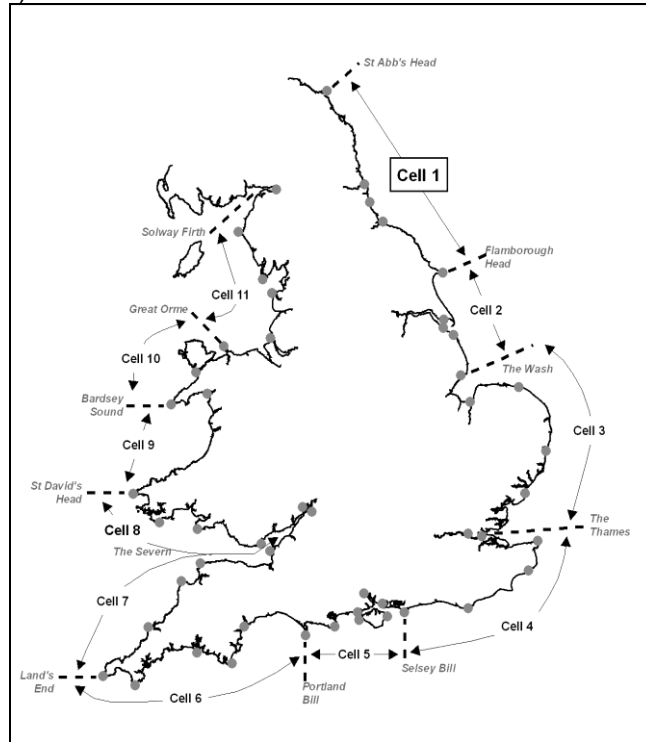 St Abb's Head
Cell 1
Solway Firth
Flamborough
Head
Cell 11
Great Orme
Cell 2
Cell 10
The Wash
Bardsey
Sound
Cell 3
Cell 9
St David's
Head
The
Thames
Cell 8
The Severn
Cell 7
Cell 4
Cell 5
Selsey Bill
Land's
End
Cell 6
Portland
Bill